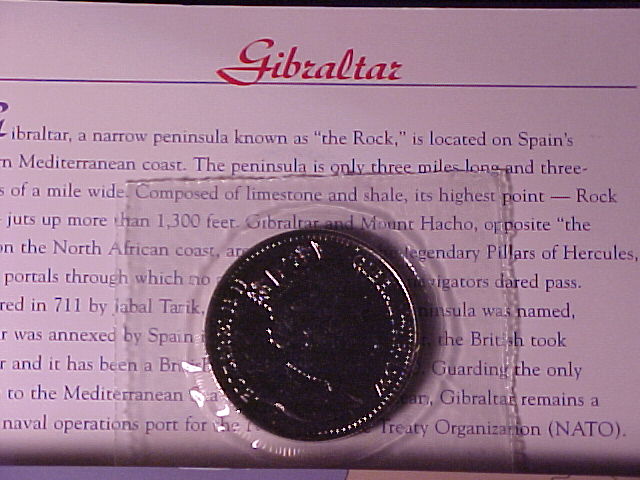 Gibraltar
Gibraltar, a narrow peninsula known as “the Rock,” is located on Spain's
n Mediterranean coast. The peninsula is only three miles long and three-
s of a mile wide. Composed of limestone and shale, its highest point — Rock
juts up more than 1,300 feet. Gibraltar and Mount Hacho, opposite “the
on the North African coast, are legendary Pillars of Hercules,
portals through which no navigators dared pass.
red in 711 by Jabal Tarik, insula was named,
r was annexed by Spain r, the British took
r and it has been a Brit Guarding the only
to the Mediterranean ean, Gibraltar remains a
naval operations port for the Treaty Organization (NATO).